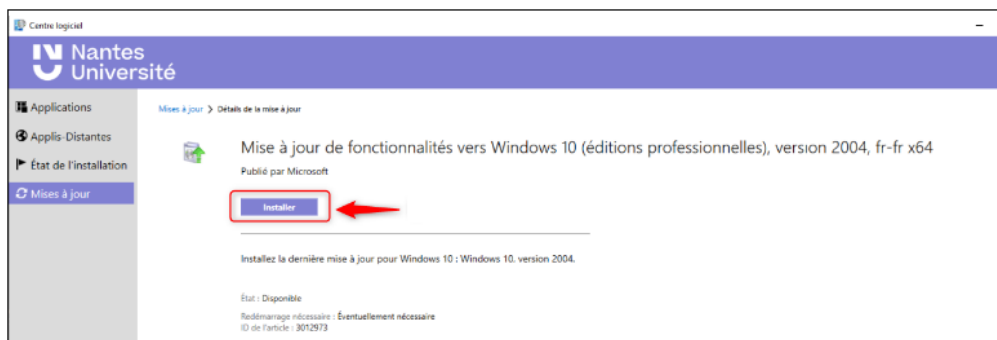 Centre logiciel
Nantes
Université
Applications
Applis-Distantes
État de l'installation
Mises à jour
Mises à jour > Détails de la mise à jour
Mise à jour de fonctionnalités vers Windows 10 (éditions professionnelles), version 2004, fr-fr x64
Publié par Microsoft
Installer
Installez la dernière mise à jour pour Windows 10 : Windows 10. version 2004.
État : Disponible
Redémarrage nécessaire : Éventuellement nécessaire
ID de l'article : 3012973